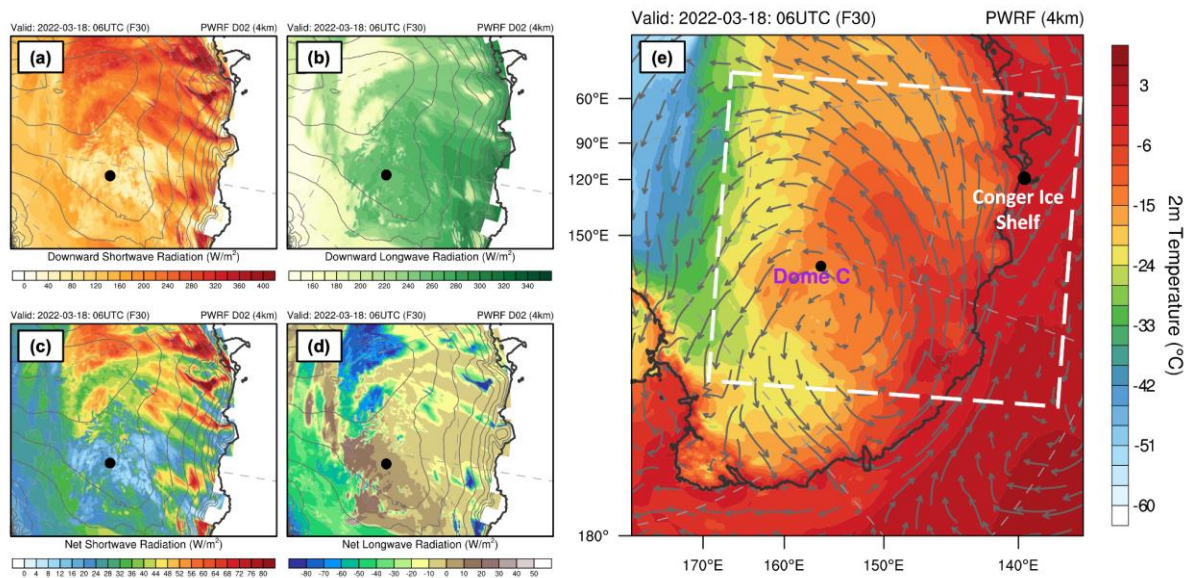 Valid: 2022-03-18: 06UTC (F30) PWRF D02 (4km)
(a)
Downward Shortwave Radiation (W/m²)
0 40 80 120 160 200 240 280 320 360 400
Valid: 2022-03-18: 06UTC (F30) PWRF D02 (4km)
(b)
Downward Longwave Radiation (W/m²)
160 180 200 220 240 260 280 300 320 340
Valid: 2022-03-18: 06UTC (F30) PWRF D02 (4km)
(c)
Net Shortwave Radiation (W/m²)
0 4 8 12 16 20 24 28 32 36 40 44 48 52 56 60 64 68 72 76 80
Valid: 2022-03-18: 06UTC (F30) PWRF D02 (4km)
(d)
Net Longwave Radiation (W/m²)
-80 -70 -60 -50 -40 -30 -20 -10 0 10 20 30 40 50
Valid: 2022-03-18: 06UTC (F30) PWRF (4km)
(e)
60°E
90°E
120°E
150°E
180°
170°E 160°E 150°E 140°E
Conger Ice
Shelf
Dome C
3
-6
-15
-24
-33
-42
-51
-60
2m Temperature (°C)